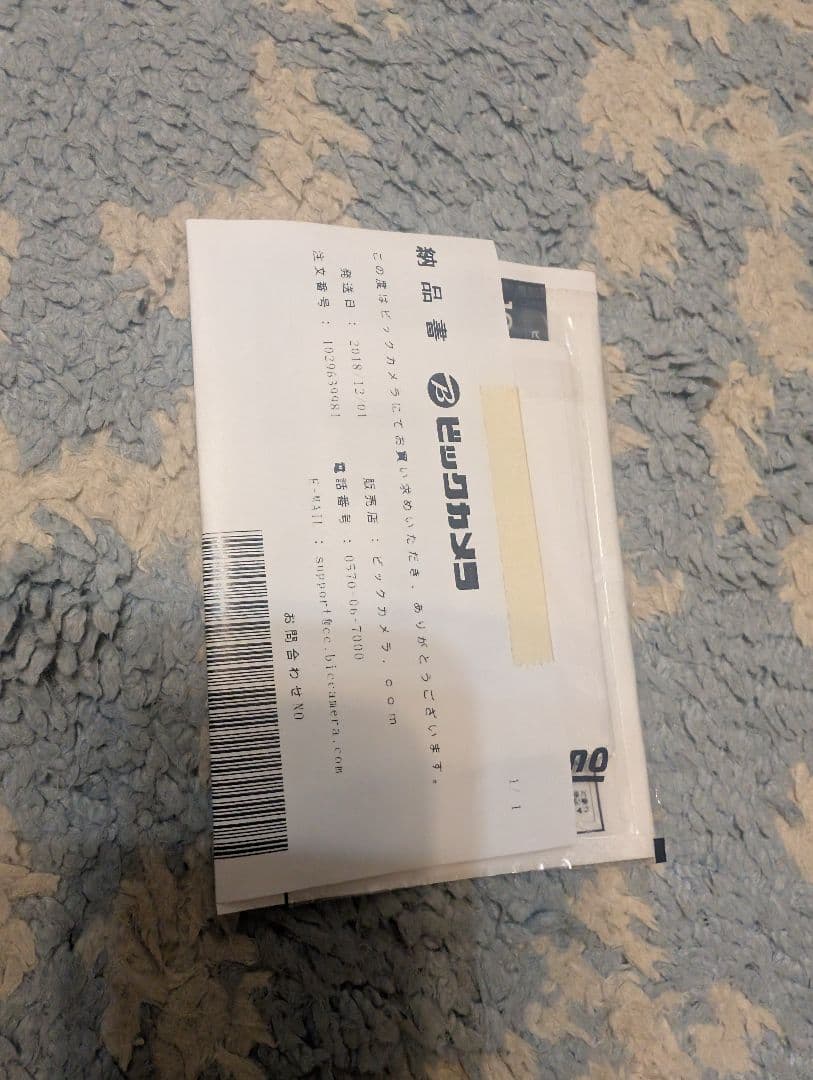 1/1
納品書 ビックカメラ
この度はビックカメラにてお買い求めいただき、ありがとうございます。
発送日：2018/12/01 販売店：ビックカメラ.com
注文番号：1029639981 電話番号：0570-06-7000
E-MAIL：support@cc.biccamera.com
お問合わせNO